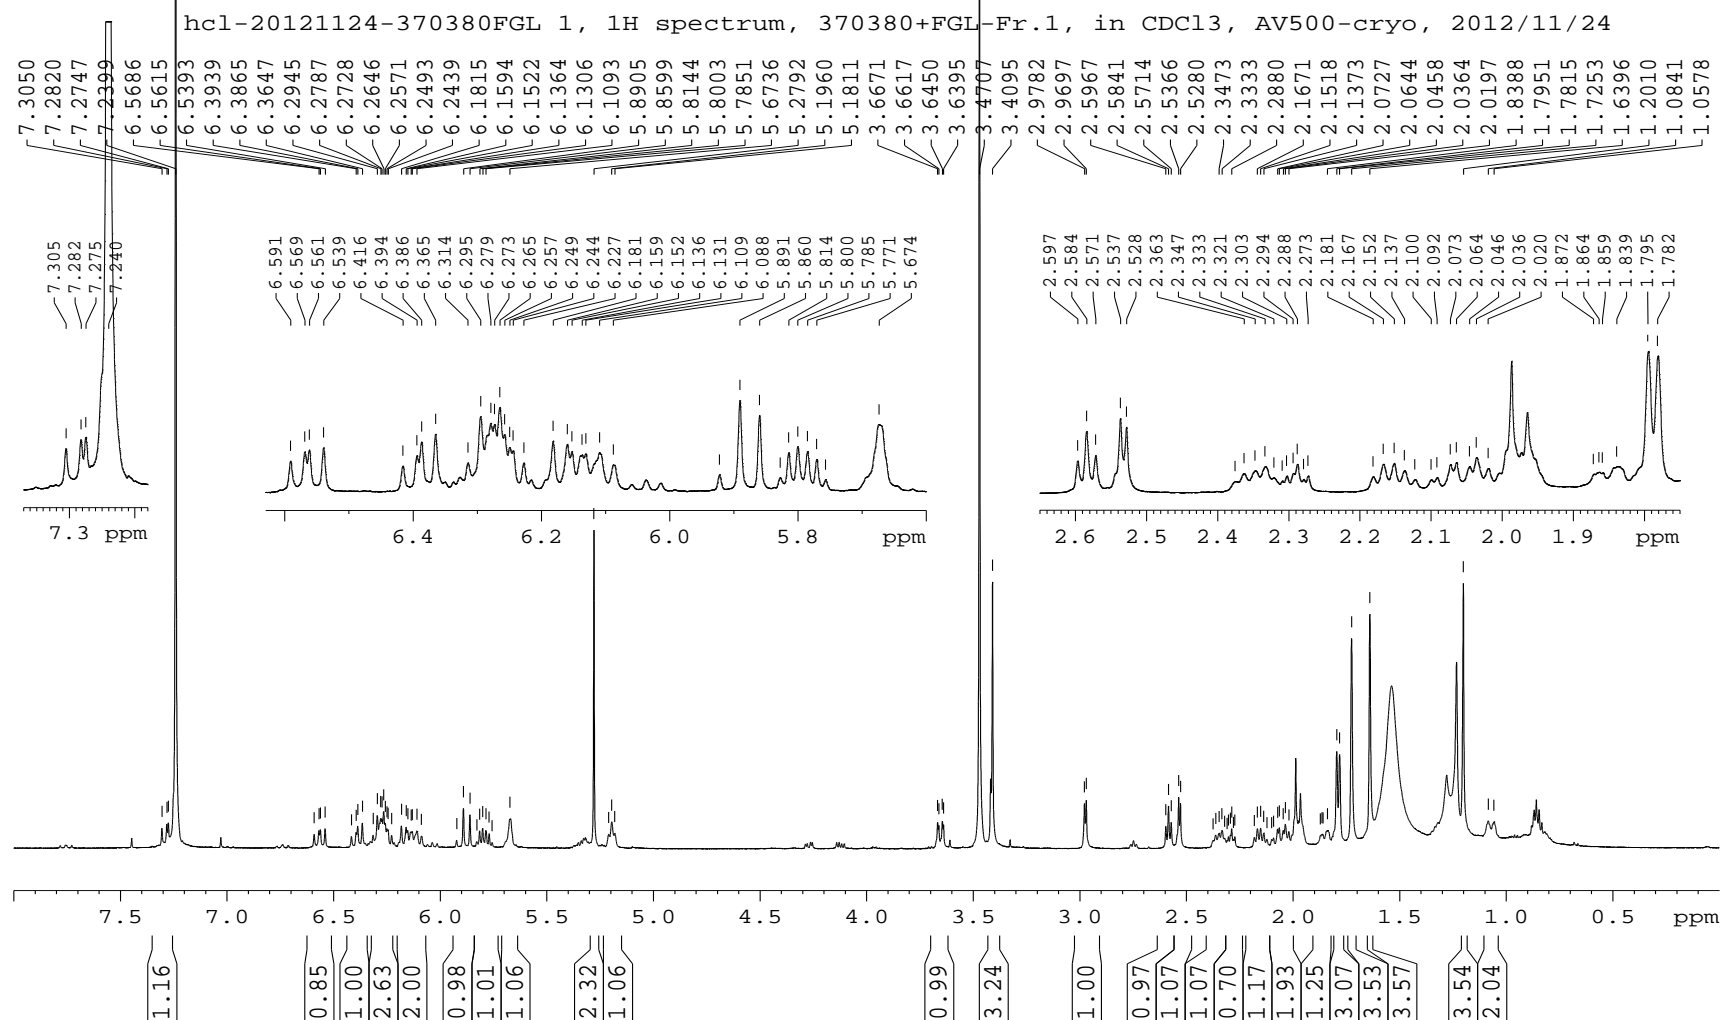 hcl-20121124-370380FGL 1, 1H spectrum, 370380+FGL-Fr.1, in CDCl3, AV500-cryo, 2012/11/24
7.3050 7.2820 7.2747 7.2399 6.5686 6.5615 6.5393 6.3939 6.3865 6.3647 6.2945 6.2787 6.2728 6.2646 6.2571 6.2493 6.2439 6.1815 6.1594 6.1522 6.1364 6.1306 6.1093 5.8905 5.8599 5.8144 5.8003 5.7851 5.6736 5.2792 5.1960 5.1811 3.6671 3.6617 3.6450 3.6395 3.4707 3.4095 2.9782 2.9697 2.5967 2.5841 2.5714 2.5366 2.5280 2.3473 2.3333 2.2880 2.1671 2.1518 2.1373 2.0727 2.0644 2.0458 2.0364 2.0197 1.8388 1.7951 1.7815 1.7253 1.6396 1.2010 1.0841 1.0578
7.305 7.282 7.275 7.240
6.591 6.569 6.561 6.539 6.416 6.394 6.386 6.365 6.314 6.295 6.279 6.273 6.265 6.257 6.249 6.244 6.227 6.181 6.159 6.152 6.136 6.131 6.109 6.088 5.891 5.860 5.814 5.800 5.785 5.771 5.674
2.597 2.584 2.571 2.537 2.528 2.363 2.347 2.333 2.321 2.303 2.294 2.288 2.273 2.181 2.167 2.152 2.137 2.100 2.092 2.073 2.064 2.046 2.036 2.020 1.872 1.864 1.859 1.839 1.795 1.782
7.3 ppm
6.4 6.2 6.0 5.8 ppm
2.6 2.5 2.4 2.3 2.2 2.1 2.0 1.9 ppm
7.5 7.0 6.5 6.0 5.5 5.0 4.5 4.0 3.5 3.0 2.5 2.0 1.5 1.0 0.5 ppm
1.16 0.85 1.00 2.63 2.00 0.98 1.01 1.06 2.32 1.06 0.99 3.24 1.00 0.97 1.07 1.07 0.70 1.17 1.93 1.25 3.07 3.53 3.57 3.54 2.04